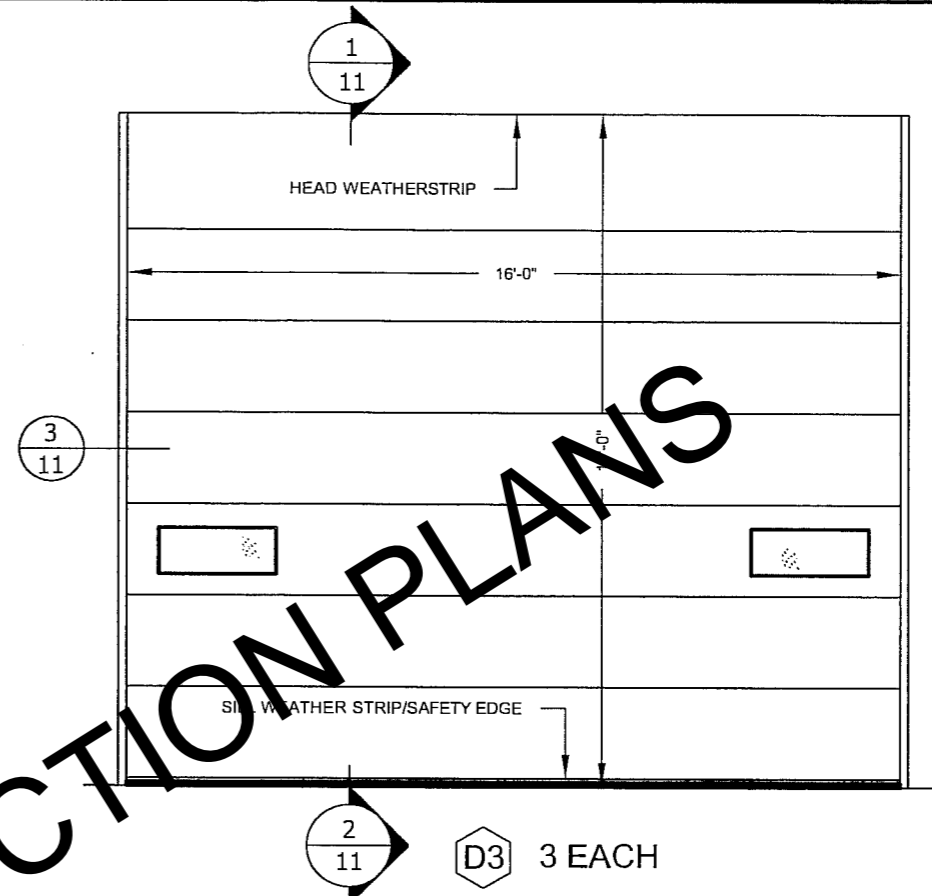 1
11
HEAD WEATHERSTRIP
16'-0"
3
11
SILL WEATHER STRIP/SAFETY EDGE
2
11
D3 3 EACH
CTION PLANS